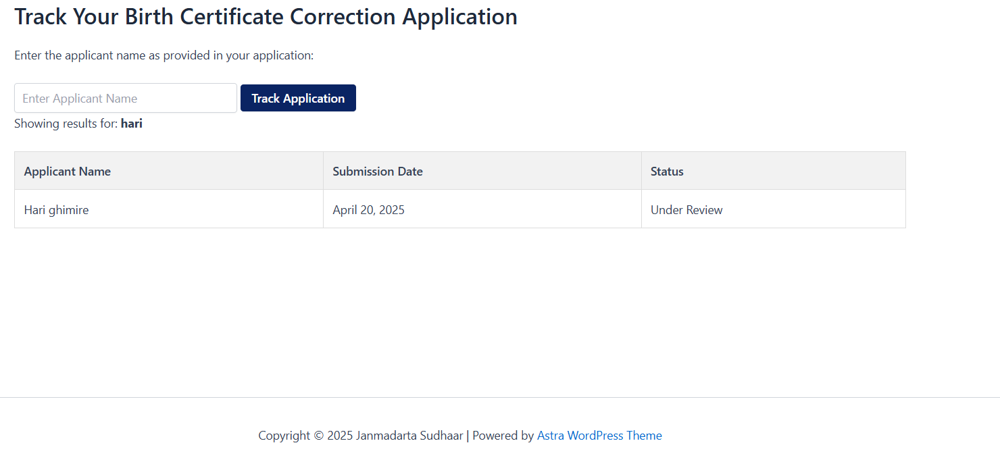 Track Your Birth Certificate Correction Application
Enter the applicant name as provided in your application:
Enter Applicant Name Track Application
Showing results for: hari
Applicant Name Submission Date Status
Hari ghimire April 20, 2025 Under Review
Copyright © 2025 Janmadarta Sudhaar | Powered by Astra WordPress Theme